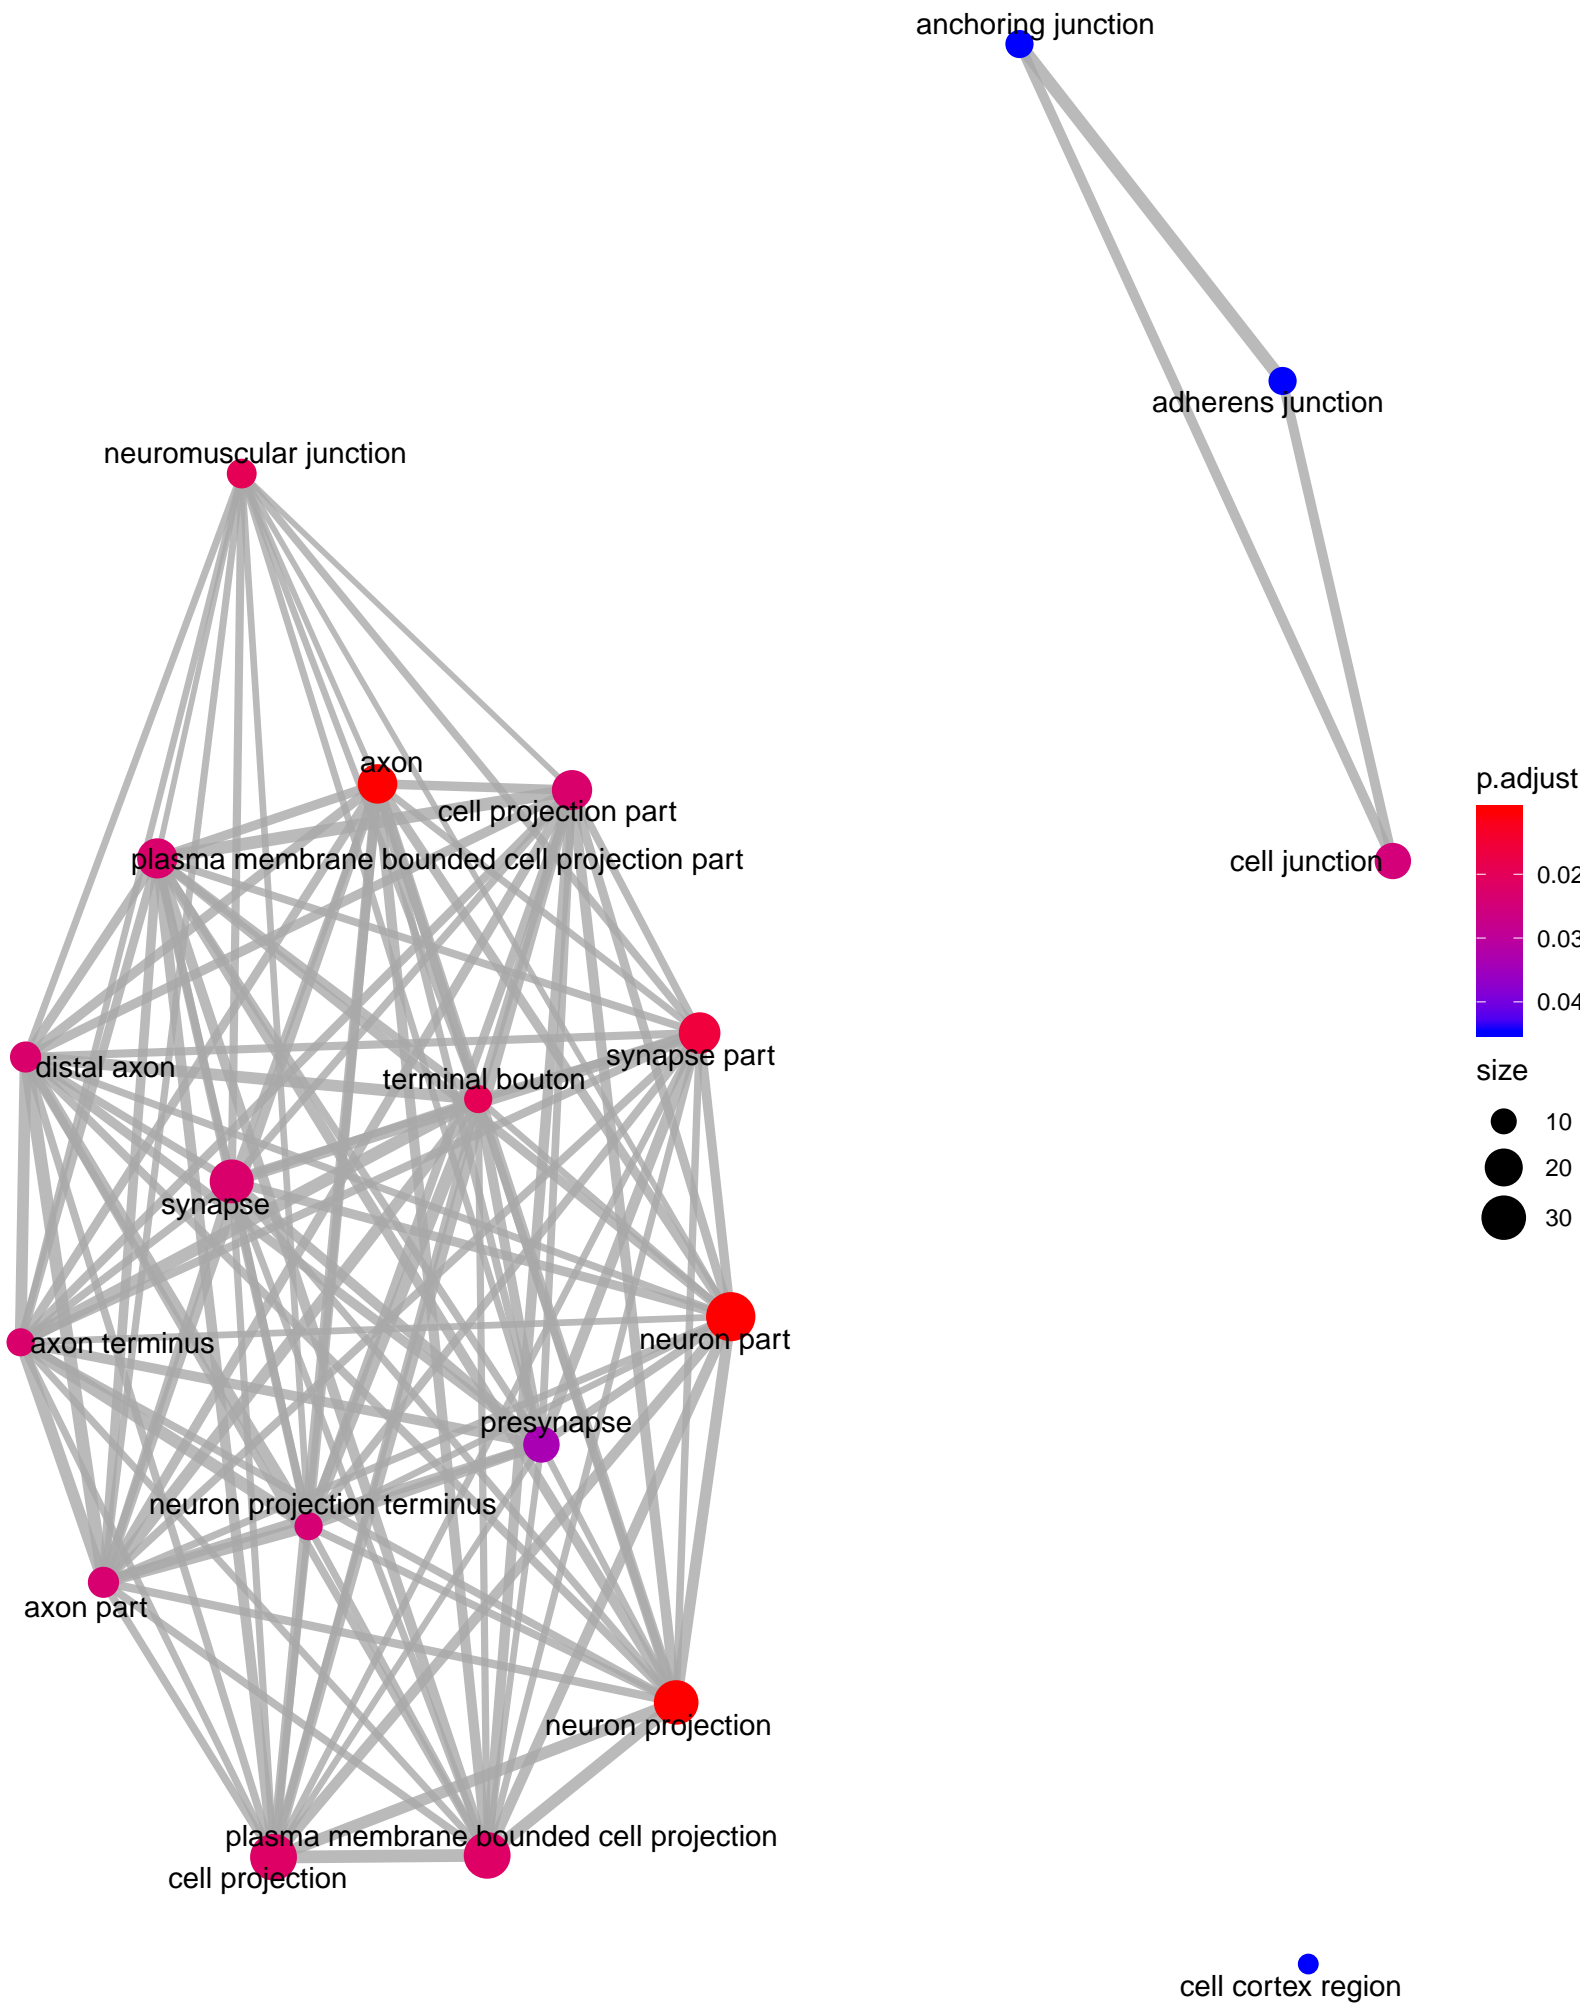 anchoring junction
adherens junction
neuromuscular junction
axon
cell projection part
plasma membrane bounded cell projection part
cell junction
distal axon
synapse part
terminal bouton
synapse
axon terminus
neuron part
presynapse
neuron projection terminus
axon part
neuron projection
plasma membrane bounded cell projection
cell projection
cell cortex region
p.adjust
0.02
0.03
0.04
size
10
20
30